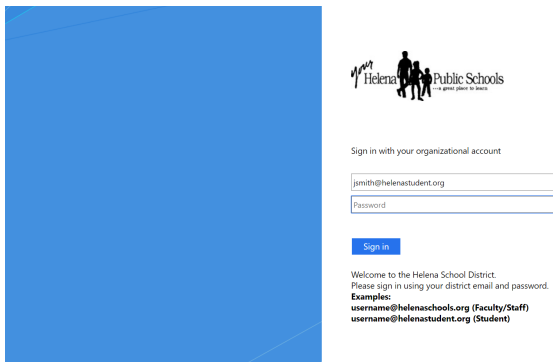 your
Helena Public Schools
...a great place to learn
Sign in with your organizational account
jsmith@helenastudent.org
Password
Sign in
Welcome to the Helena School District.
Please sign in using your district email and password.
Examples:
username@helenaschools.org (Faculty/Staff)
username@helenastudent.org (Student)